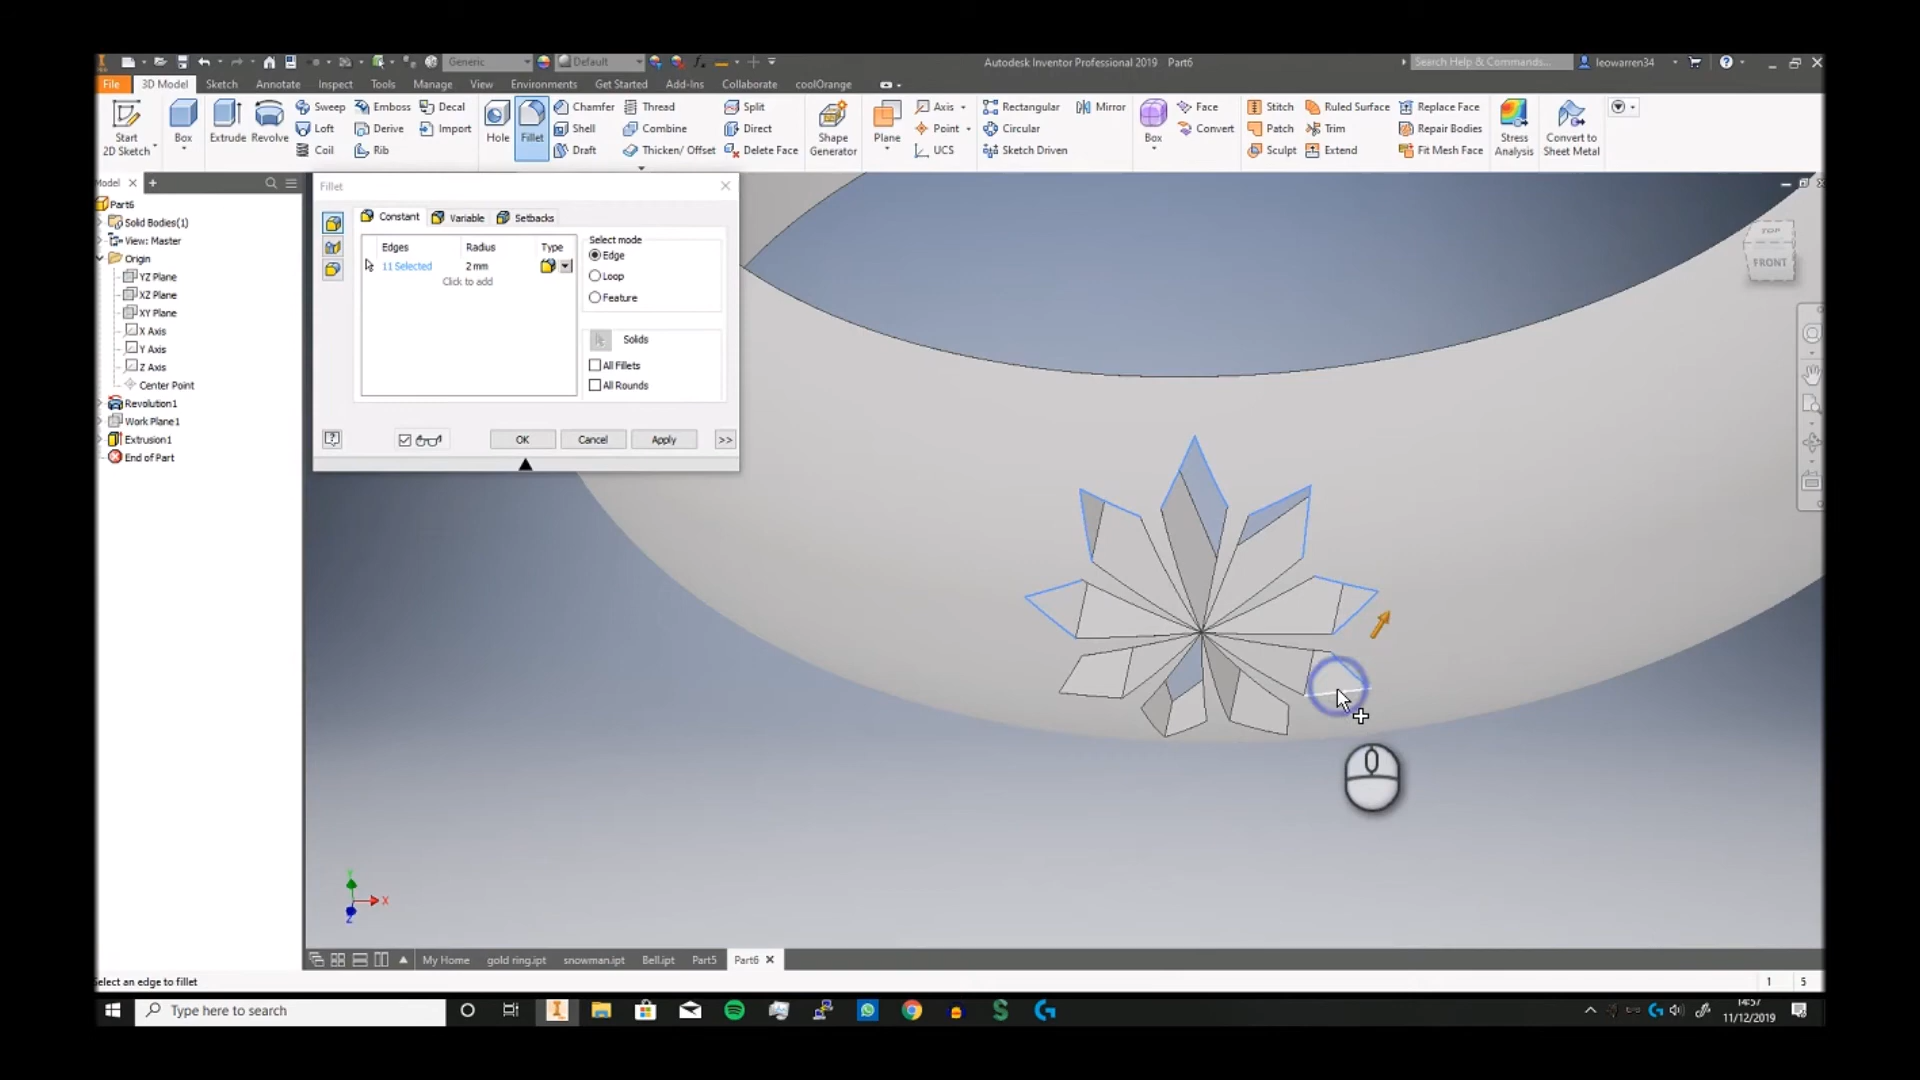 Generic Default Autodesk Inventor Professional 2019 Part6 Search Help & Commands... leowarren34
File 3D Model Sketch Annotate Inspect Tools Manage View Environments Get Started Add-Ins Collaborate coolOrange
Sweep Emboss Decal Chamfer Thread Split Axis Rectangular Mirror Face Stitch Ruled Surface Replace Face
Start 2D Sketch Box Extrude Revolve Loft Derive Import Hole Fillet Shell Combine Direct Shape Generator Plane Point Circular Box Convert Patch Trim Repair Bodies Stress Analysis Convert to Sheet Metal
Coil Rib Draft Thicken/ Offset Delete Face UCS Sketch Driven Sculpt Extend Fit Mesh Face
Model
Part6
Solid Bodies(1)
View: Master
Origin
YZ Plane
XZ Plane
XY Plane
X Axis
Y Axis
Z Axis
Center Point
Revolution1
Work Plane1
Extrusion1
End of Part
Fillet
Constant Variable Setbacks
Edges Radius Type
11 Selected 2 mm
Click to add
Select mode
Edge
Loop
Feature
Solids
All Fillets
All Rounds
OK Cancel Apply >>
TOP
FRONT
Y
X
Z
My Home gold ring.ipt snowman.ipt Bell.ipt Part5 Part6
Select an edge to fillet 1 5
Type here to search
14:57
11/12/2019